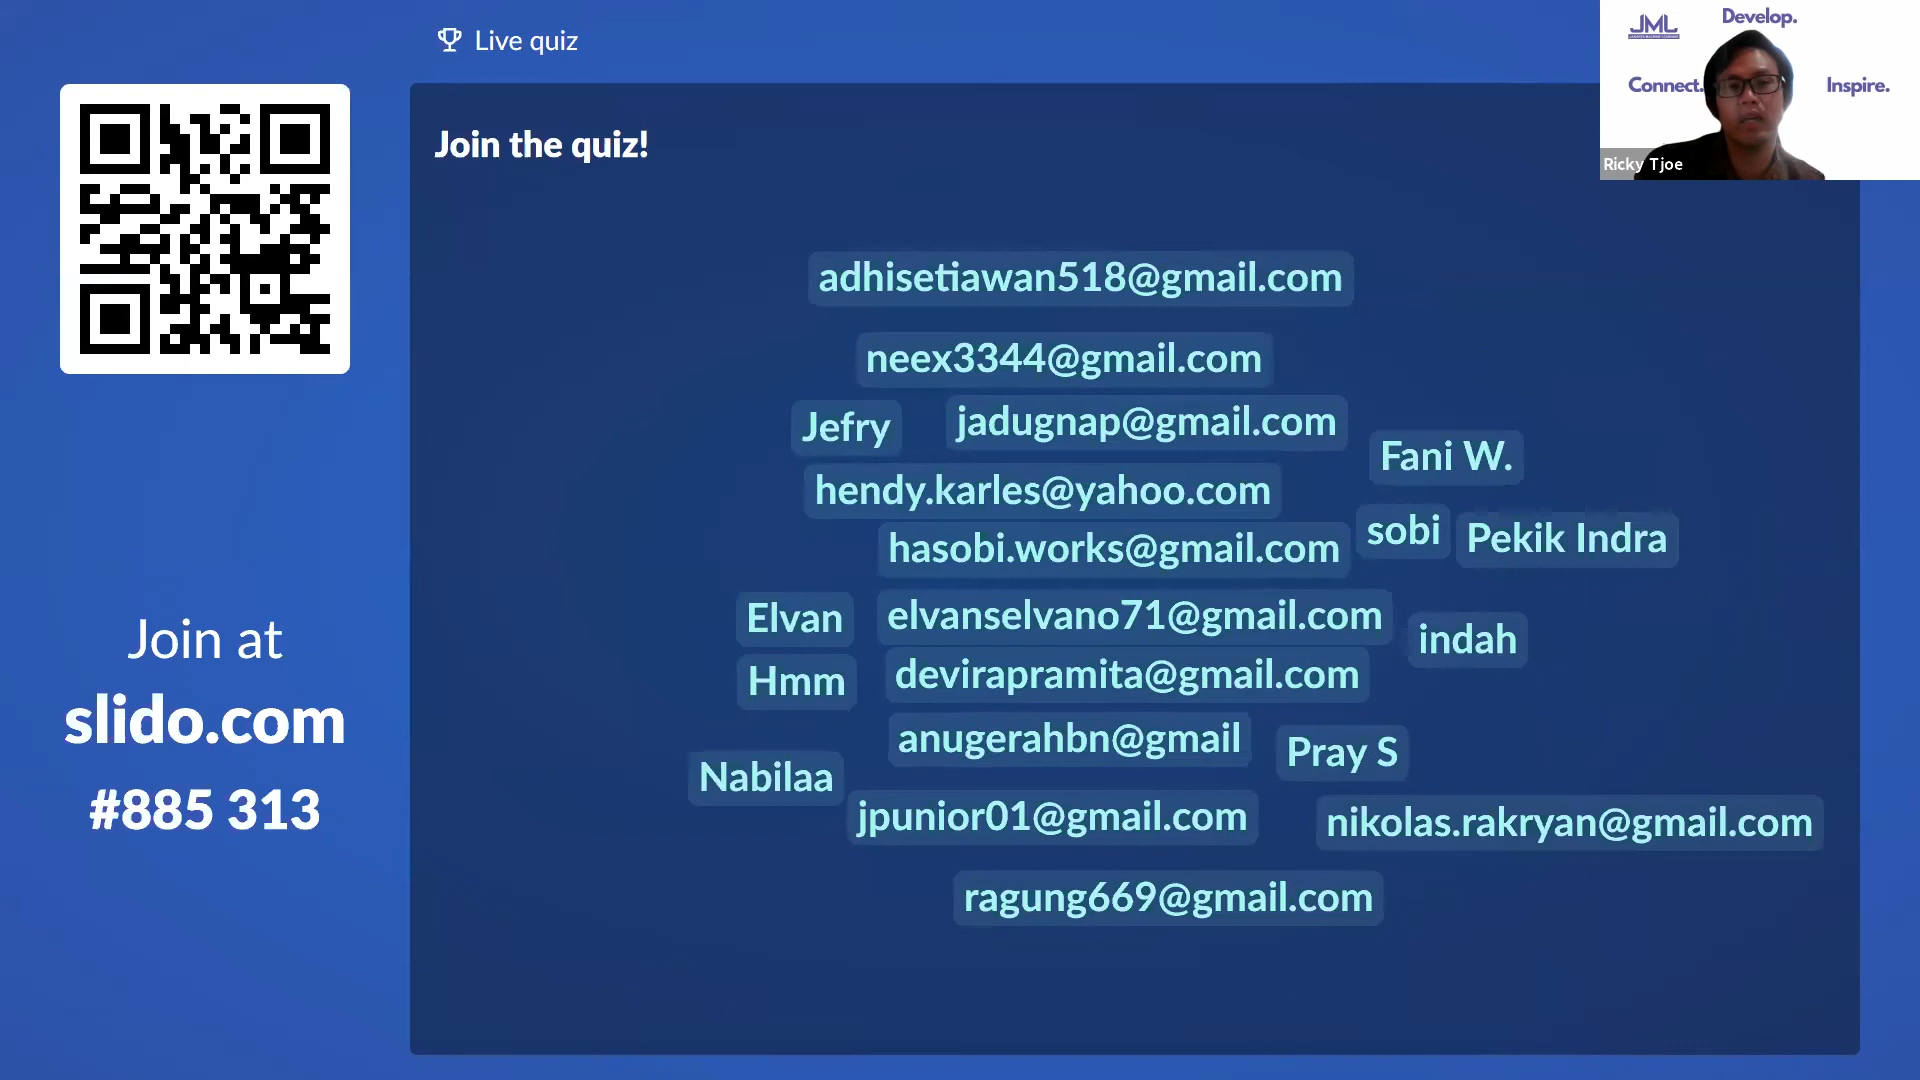 Live quiz
Join the quiz!
JML
Develop.
Connect.
Inspire.
Ricky Tjoe
adhisetiawan518@gmail.com
neex3344@gmail.com
Jefry
jadugnap@gmail.com
Fani W.
hendy.karles@yahoo.com
sobi
Pekik Indra
hasobi.works@gmail.com
Elvan
elvanselvano71@gmail.com
indah
Hmm
devirapramita@gmail.com
anugerahbn@gmail
Pray S
Nabilaa
jpunior01@gmail.com
nikolas.rakryan@gmail.com
ragung669@gmail.com
Join at
slido.com
#885 313